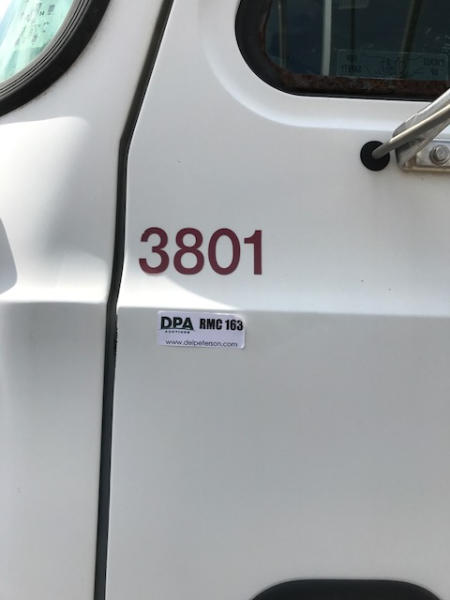 3801
DPA RMC 163
AUCTIONS
www.delpeterson.com